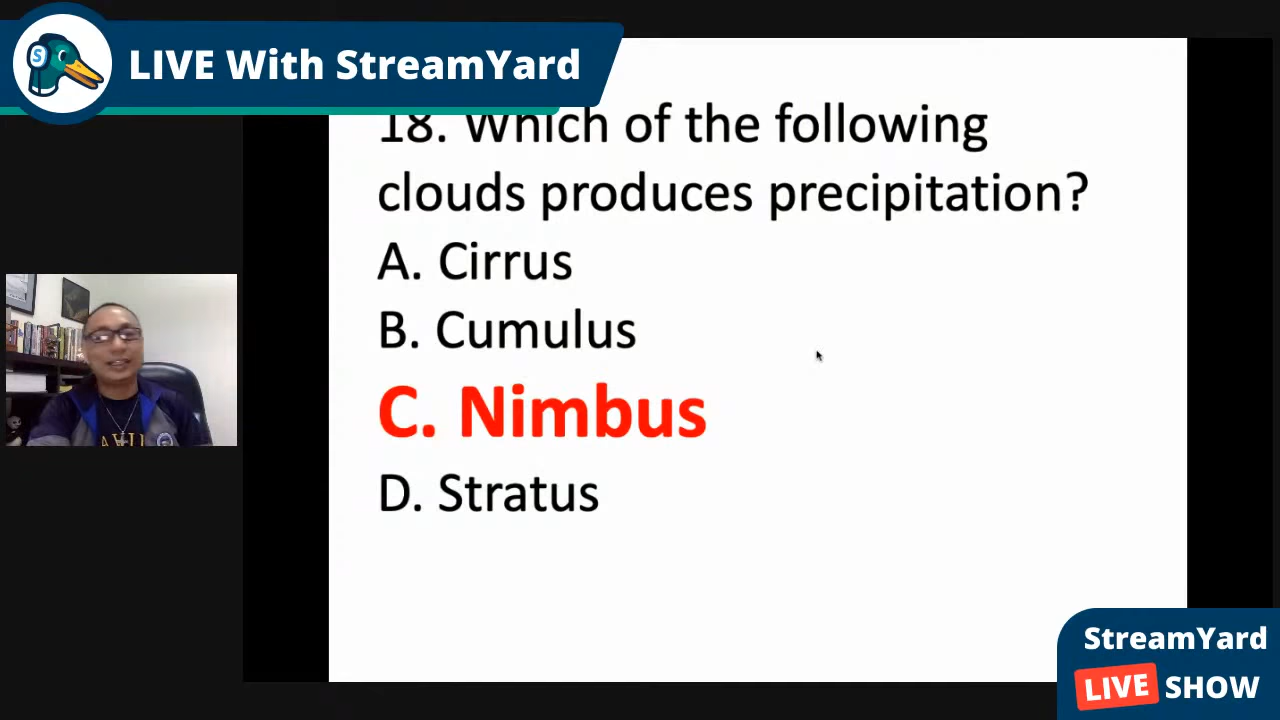 S
LIVE With StreamYard
18. Which of the following
clouds produces precipitation?
A. Cirrus
B. Cumulus
C. Nimbus
D. Stratus
StreamYard
LIVE SHOW